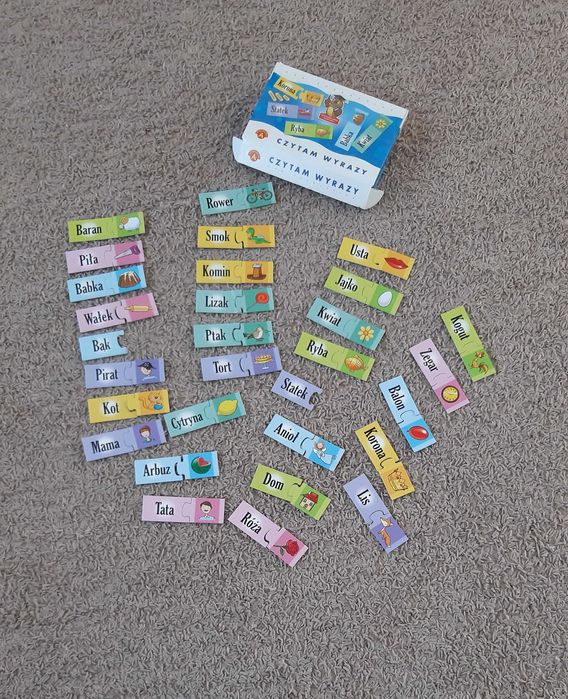 Korona
Statek
Ryba
Babka
Kwiat
CZYTAM WYRAZY
CZYTAM WYRAZY
Rower
Baran
Smok
Piła
Usta
Komin
Babka
Jajko
Lizak
Wałek
Kwiat
Kogut
Ptak
Bak
Ryba
Zegar
Tort
Pirat
Statek
Balon
Kot
Cytryna
Anioł
Korona
Mama
Arbuz
Dom
Lis
Tata
Róża